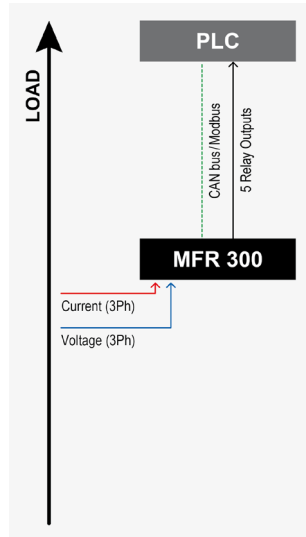 PLC
LOAD
CAN bus/Modbus
5 Relay Outputs
MFR 300
Current (3Ph)
Voltage (3Ph)